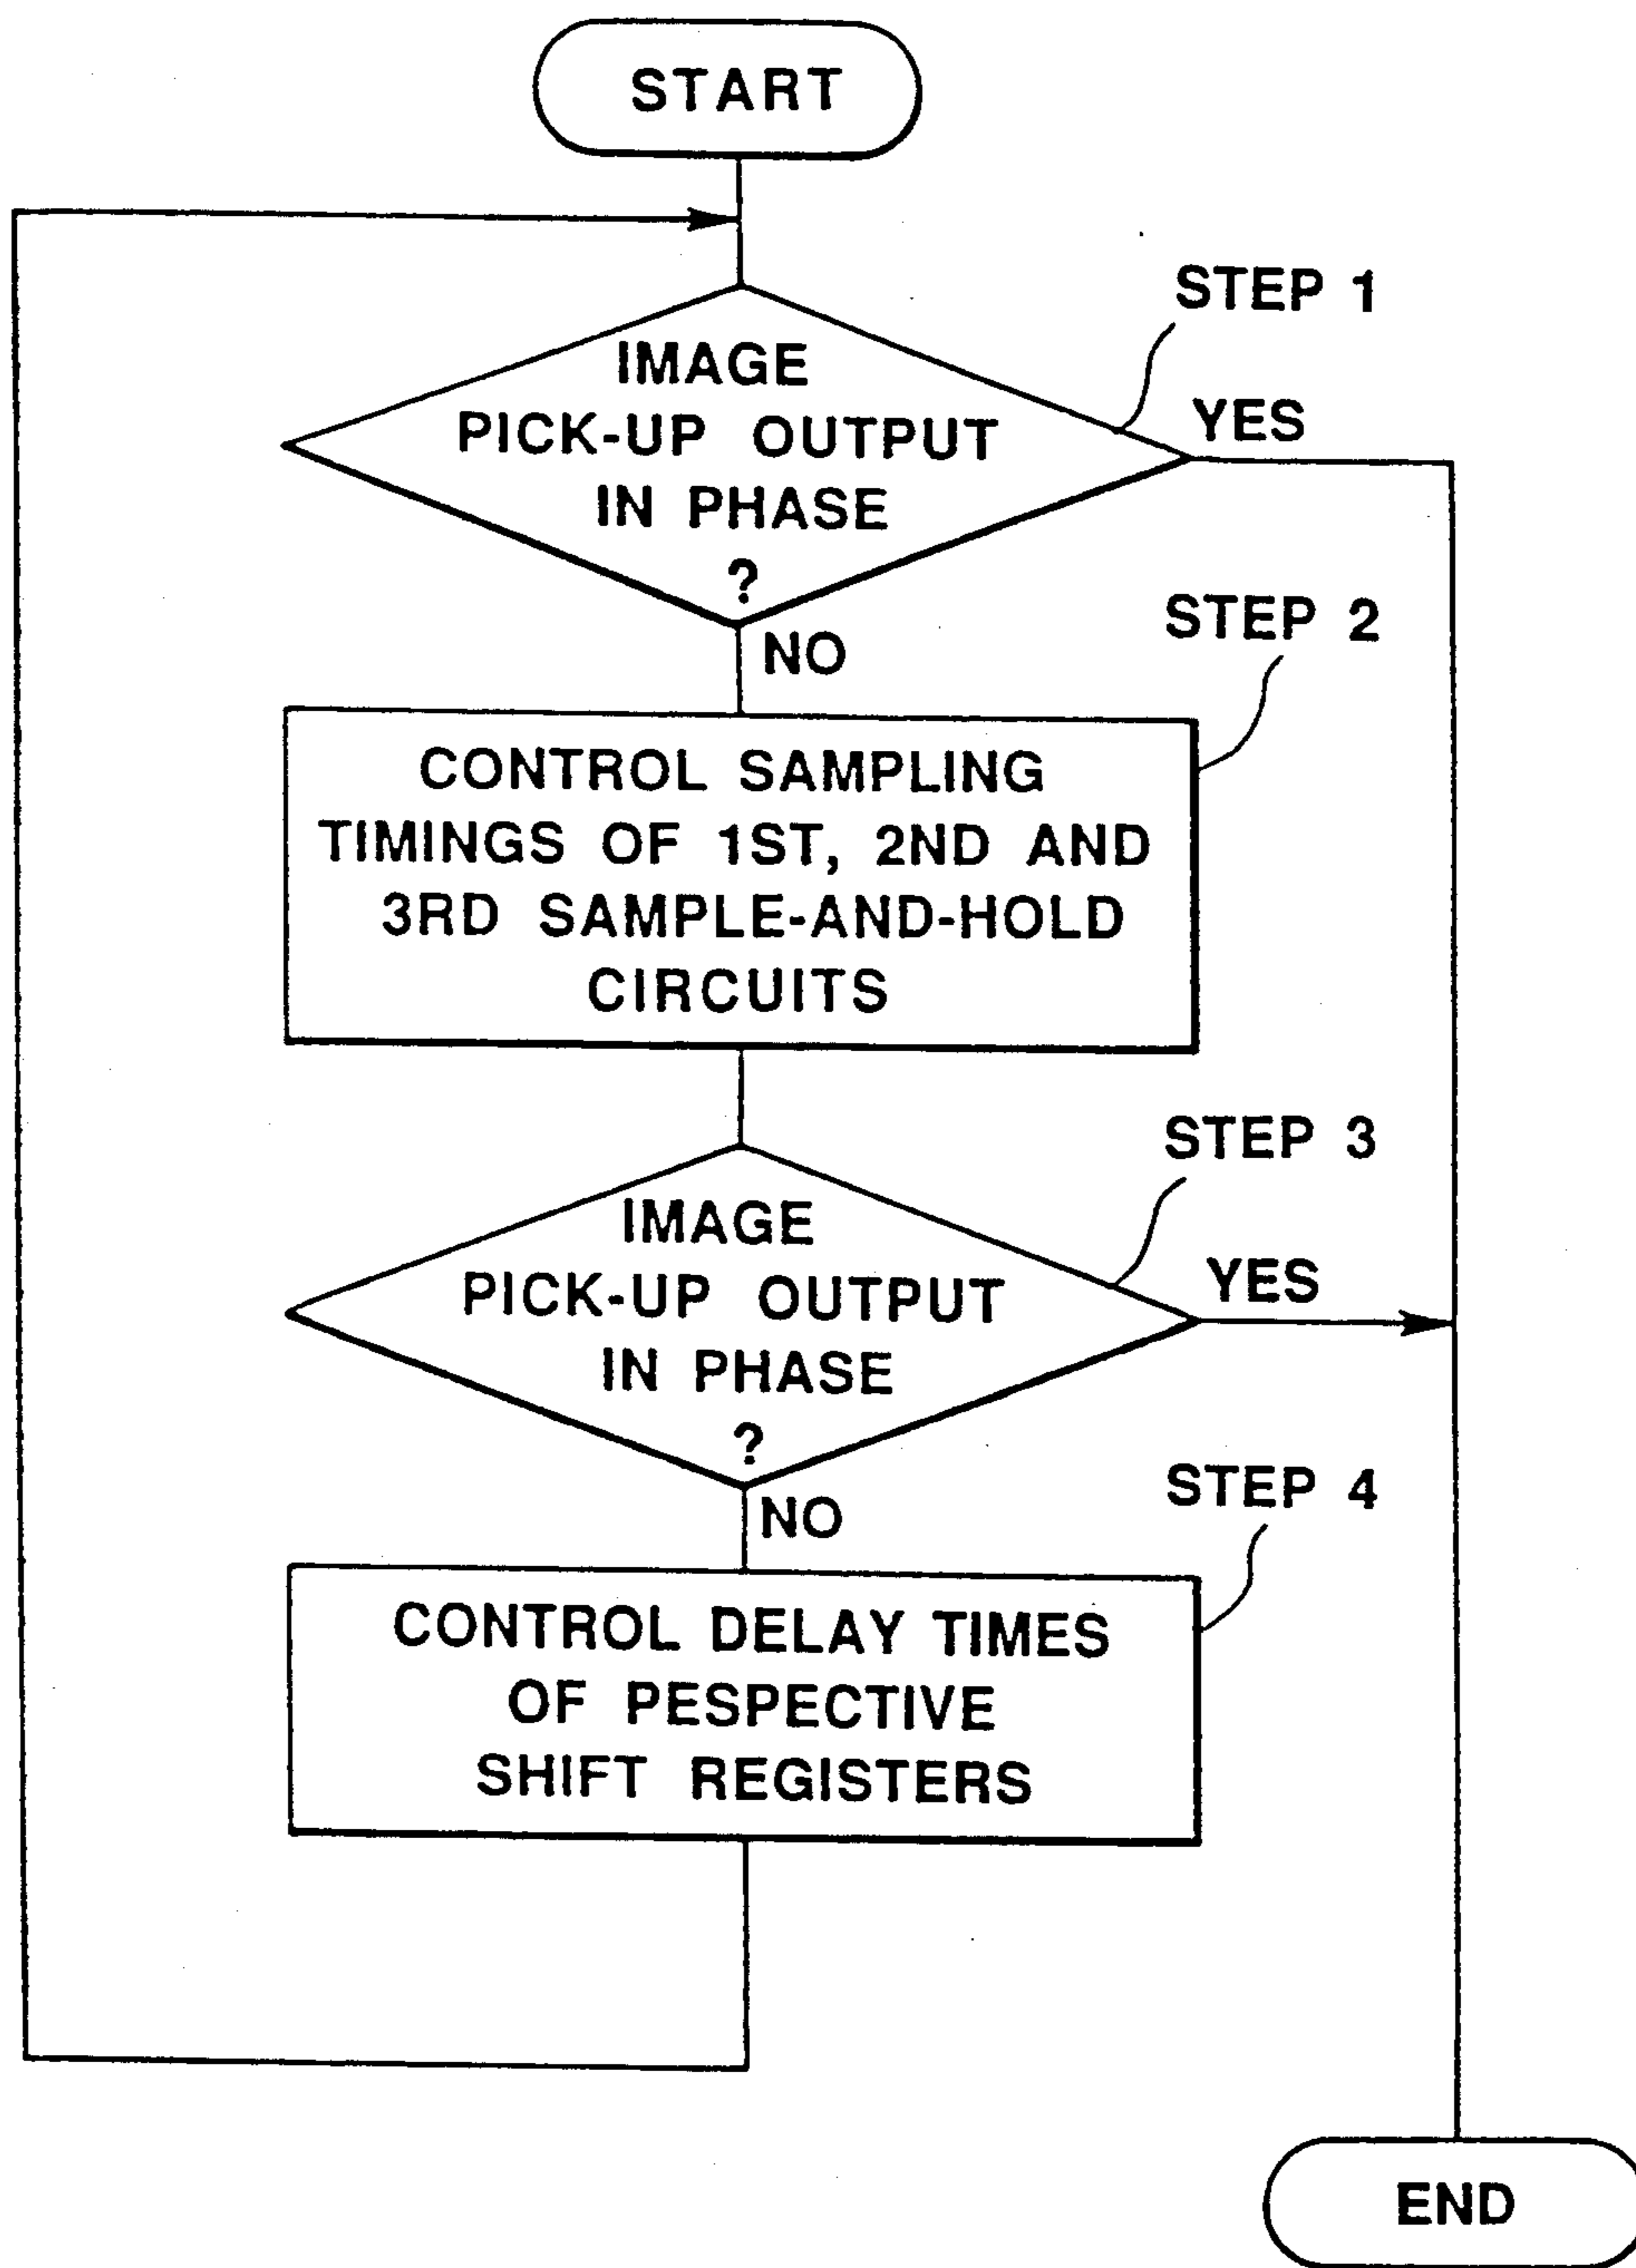 START
STEP 1
IMAGE
PICK-UP OUTPUT
IN PHASE
?
YES
NO
STEP 2
CONTROL SAMPLING
TIMINGS OF 1ST, 2ND AND
3RD SAMPLE-AND-HOLD
CIRCUITS
STEP 3
IMAGE
PICK-UP OUTPUT
IN PHASE
?
YES
NO
STEP 4
CONTROL DELAY TIMES
OF PESPECTIVE
SHIFT REGISTERS
END